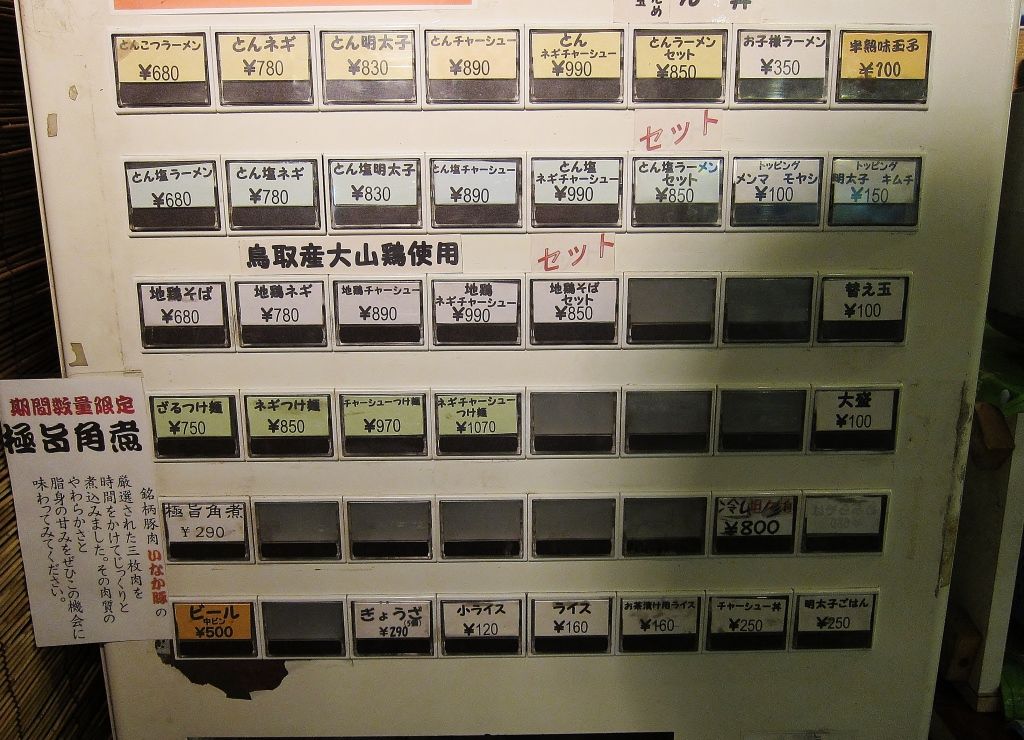 とんこつラーメン
¥680
とんネギ
¥780
とん明太子
¥830
とんチャーシュー
¥890
とん
ネギチャーシュー
¥990
とんラーメン
セット
¥850
お子様ラーメン
¥350
半熟味玉子
¥100
セット
とん塩ラーメン
¥680
とん塩ネギ
¥780
とん塩明太子
¥830
とん塩チャーシュー
¥890
とん塩
ネギチャーシュー
¥990
とん塩ラーメン
セット
¥850
トッピング
メンマ モヤシ
¥100
トッピング
明太子 キムチ
¥150
鳥取産大山鶏使用
セット
地鶏そば
¥680
地鶏ネギ
¥780
地鶏チャーシュー
¥890
地鶏
ネギチャーシュー
¥990
地鶏そば
セット
¥850
替え玉
¥100
ざるつけ麺
¥750
ネギつけ麺
¥850
チャーシューつけ麺
¥970
ネギチャーシュー
つけ麺
¥1070
大盛
¥100
極旨角煮
¥290
冷し
¥800
ビール
中ビン
¥500
ぎょうざ
(5個)
¥290
小ライス
¥120
ライス
¥160
お茶漬け用ライス
¥160
チャーシュー丼
¥250
明太子ごはん
¥250
期間数量限定
極旨角煮
銘柄豚肉いなか豚の
厳選された三枚肉を
時間をかけてじっくりと
煮込みました。その肉質の
やわらかさと
脂身の甘みをぜひこの機会に
味わってみてください。